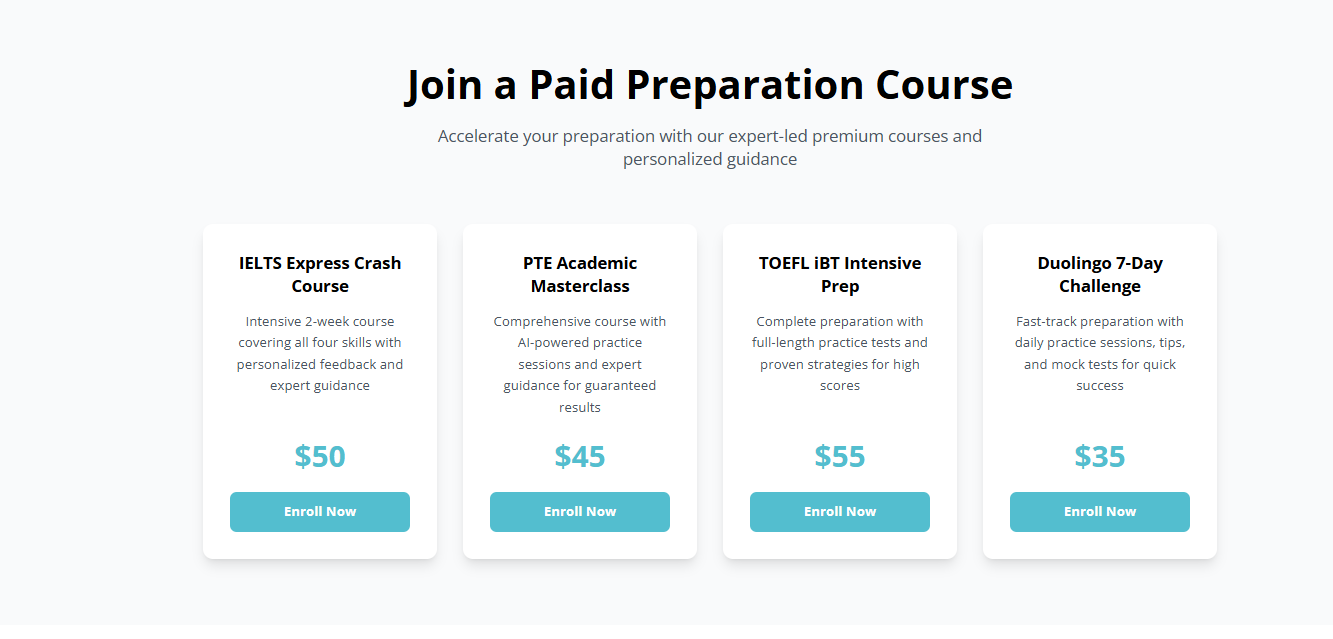 Join a Paid Preparation Course
Accelerate your preparation with our expert-led premium courses and
personalized guidance
IELTS Express Crash
Course
Intensive 2-week course
covering all four skills with
personalized feedback and
expert guidance
$50
Enroll Now
PTE Academic
Masterclass
Comprehensive course with
AI-powered practice
sessions and expert
guidance for guaranteed
results
$45
Enroll Now
TOEFL iBT Intensive
Prep
Complete preparation with
full-length practice tests and
proven strategies for high
scores
$55
Enroll Now
Duolingo 7-Day
Challenge
Fast-track preparation with
daily practice sessions, tips,
and mock tests for quick
success
$35
Enroll Now